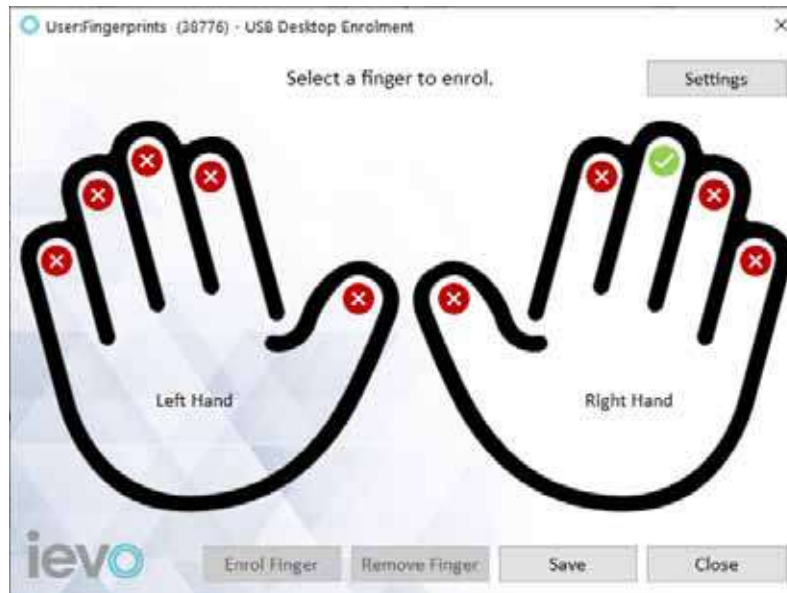 User:Fingerprints (38776) - USB Desktop Enrolment
Select a finger to enrol.
Settings
Left Hand
Right Hand
ievo
Enrol Finger
Remove Finger
Save
Close